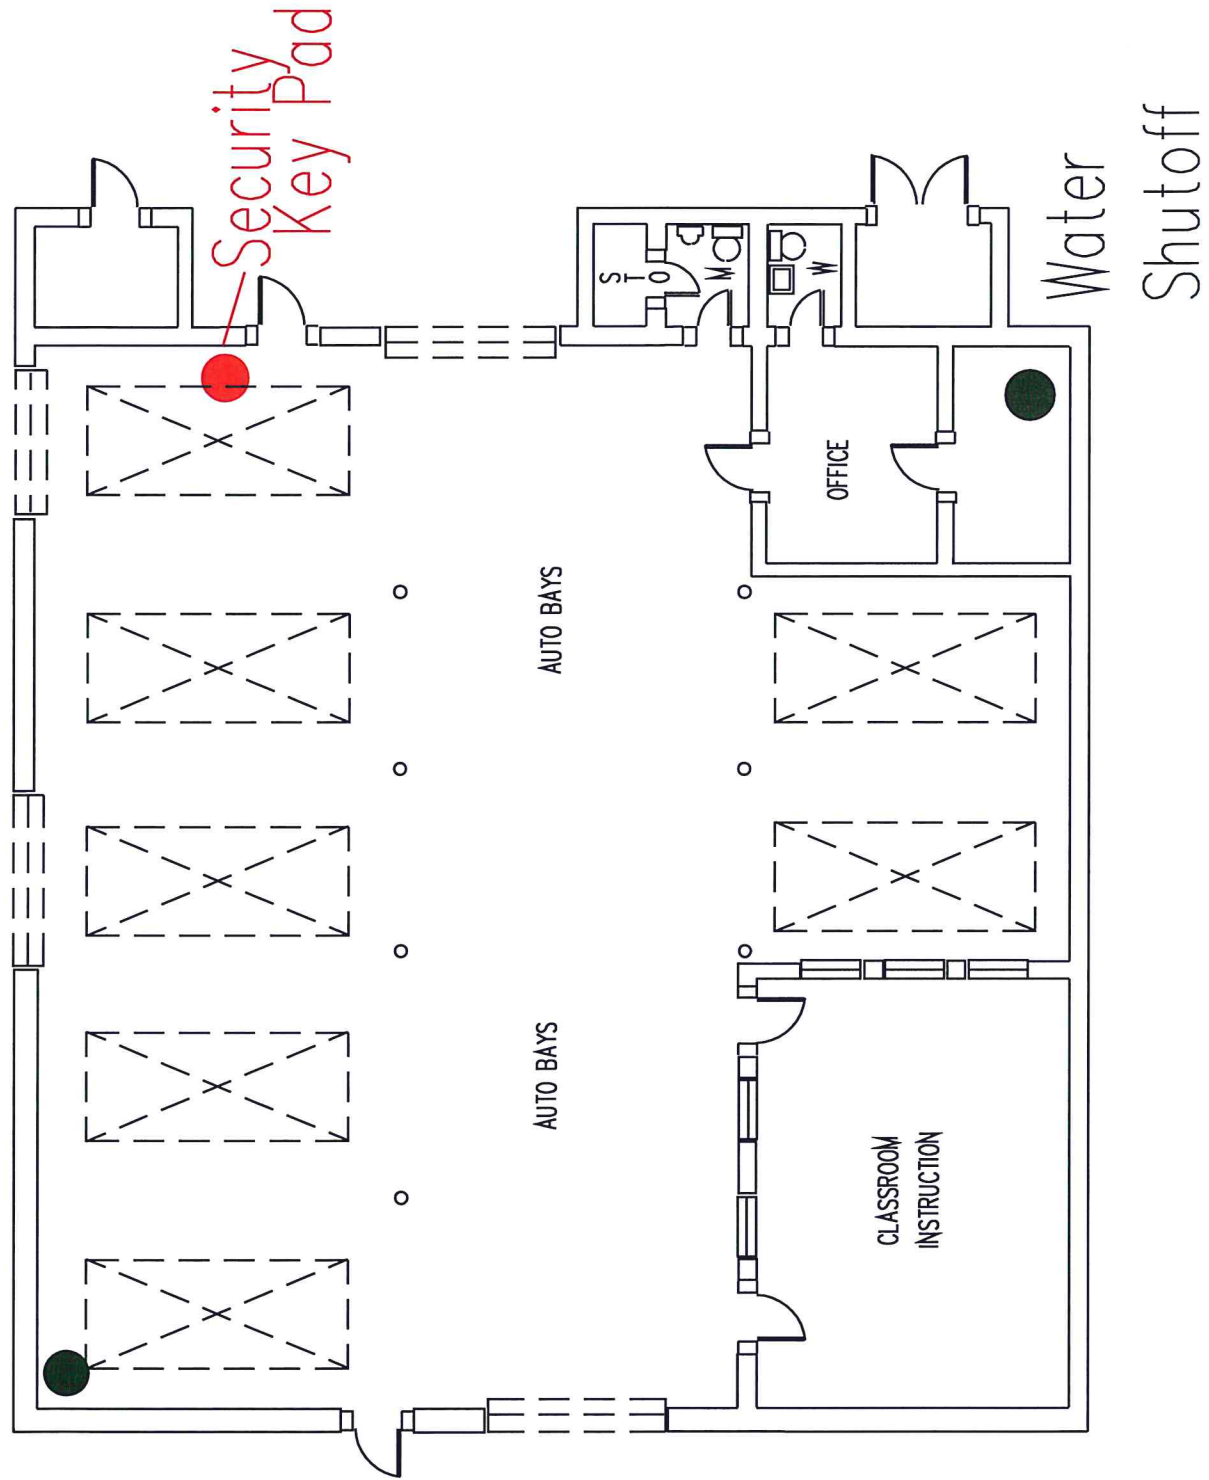 Security
Key Pad
STO
M
W
Water
Shutoff
OFFICE
AUTO BAYS
AUTO BAYS
CLASSROOM
INSTRUCTION